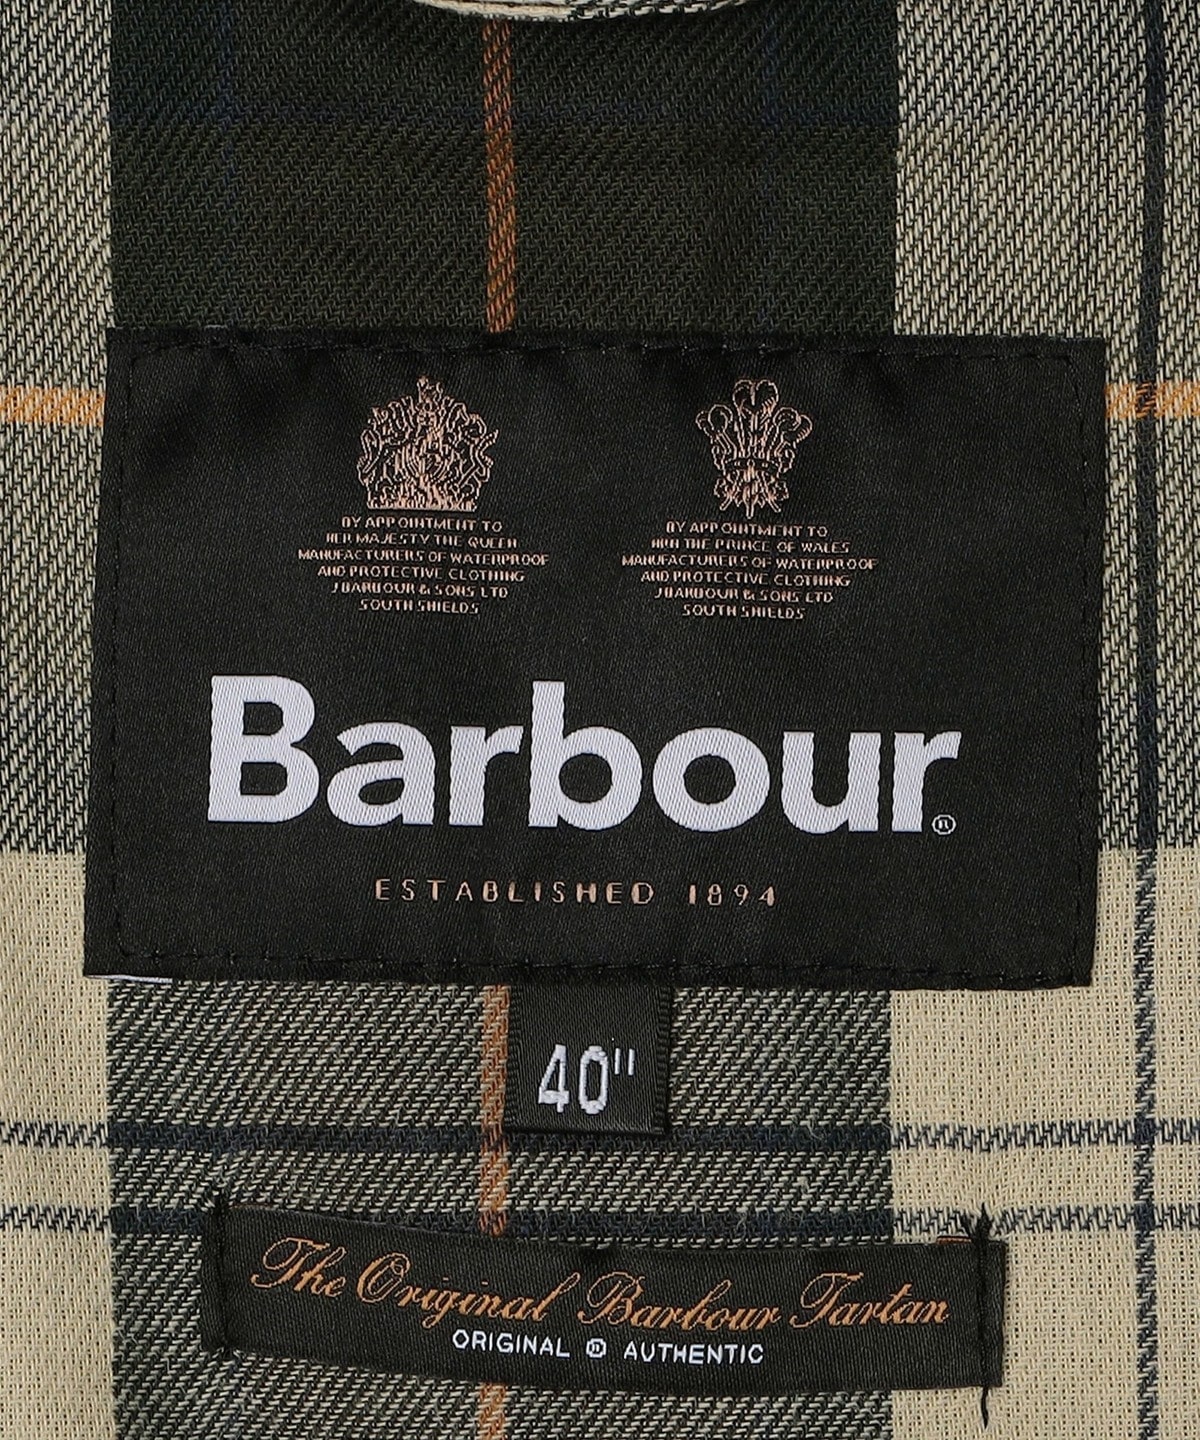 BY APPOINTMENT TO
HER MAJESTY THE QUEEN
MANUFACTURERS OF WATERPROOF
AND PROTECTIVE CLOTHING
J BARBOUR & SONS LTD
SOUTH SHIELDS
BY APPOINTMENT TO
HRH THE PRINCE OF WALES
MANUFACTURERS OF WATERPROOF
AND PROTECTIVE CLOTHING
J BARBOUR & SONS LTD
SOUTH SHIELDS
Barbour®
ESTABLISHED 1894
40"
The Original Barbour Tartan
ORIGINAL ® AUTHENTIC